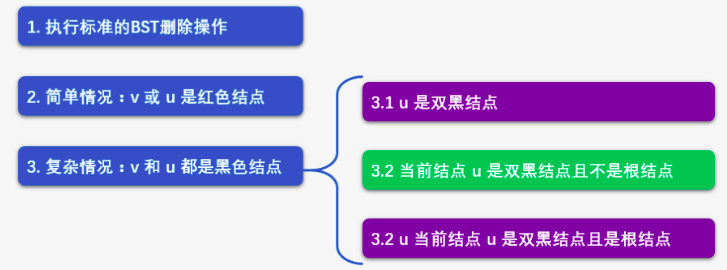 1. 执行标准的BST删除操作
2. 简单情况：v 或 u 是红色结点
3. 复杂情况：v 和 u 都是黑色结点
3.1 u 是双黑结点
3.2 当前结点 u 是双黑结点且不是根结点
3.2 u 当前结点 u 是双黑结点且是根结点